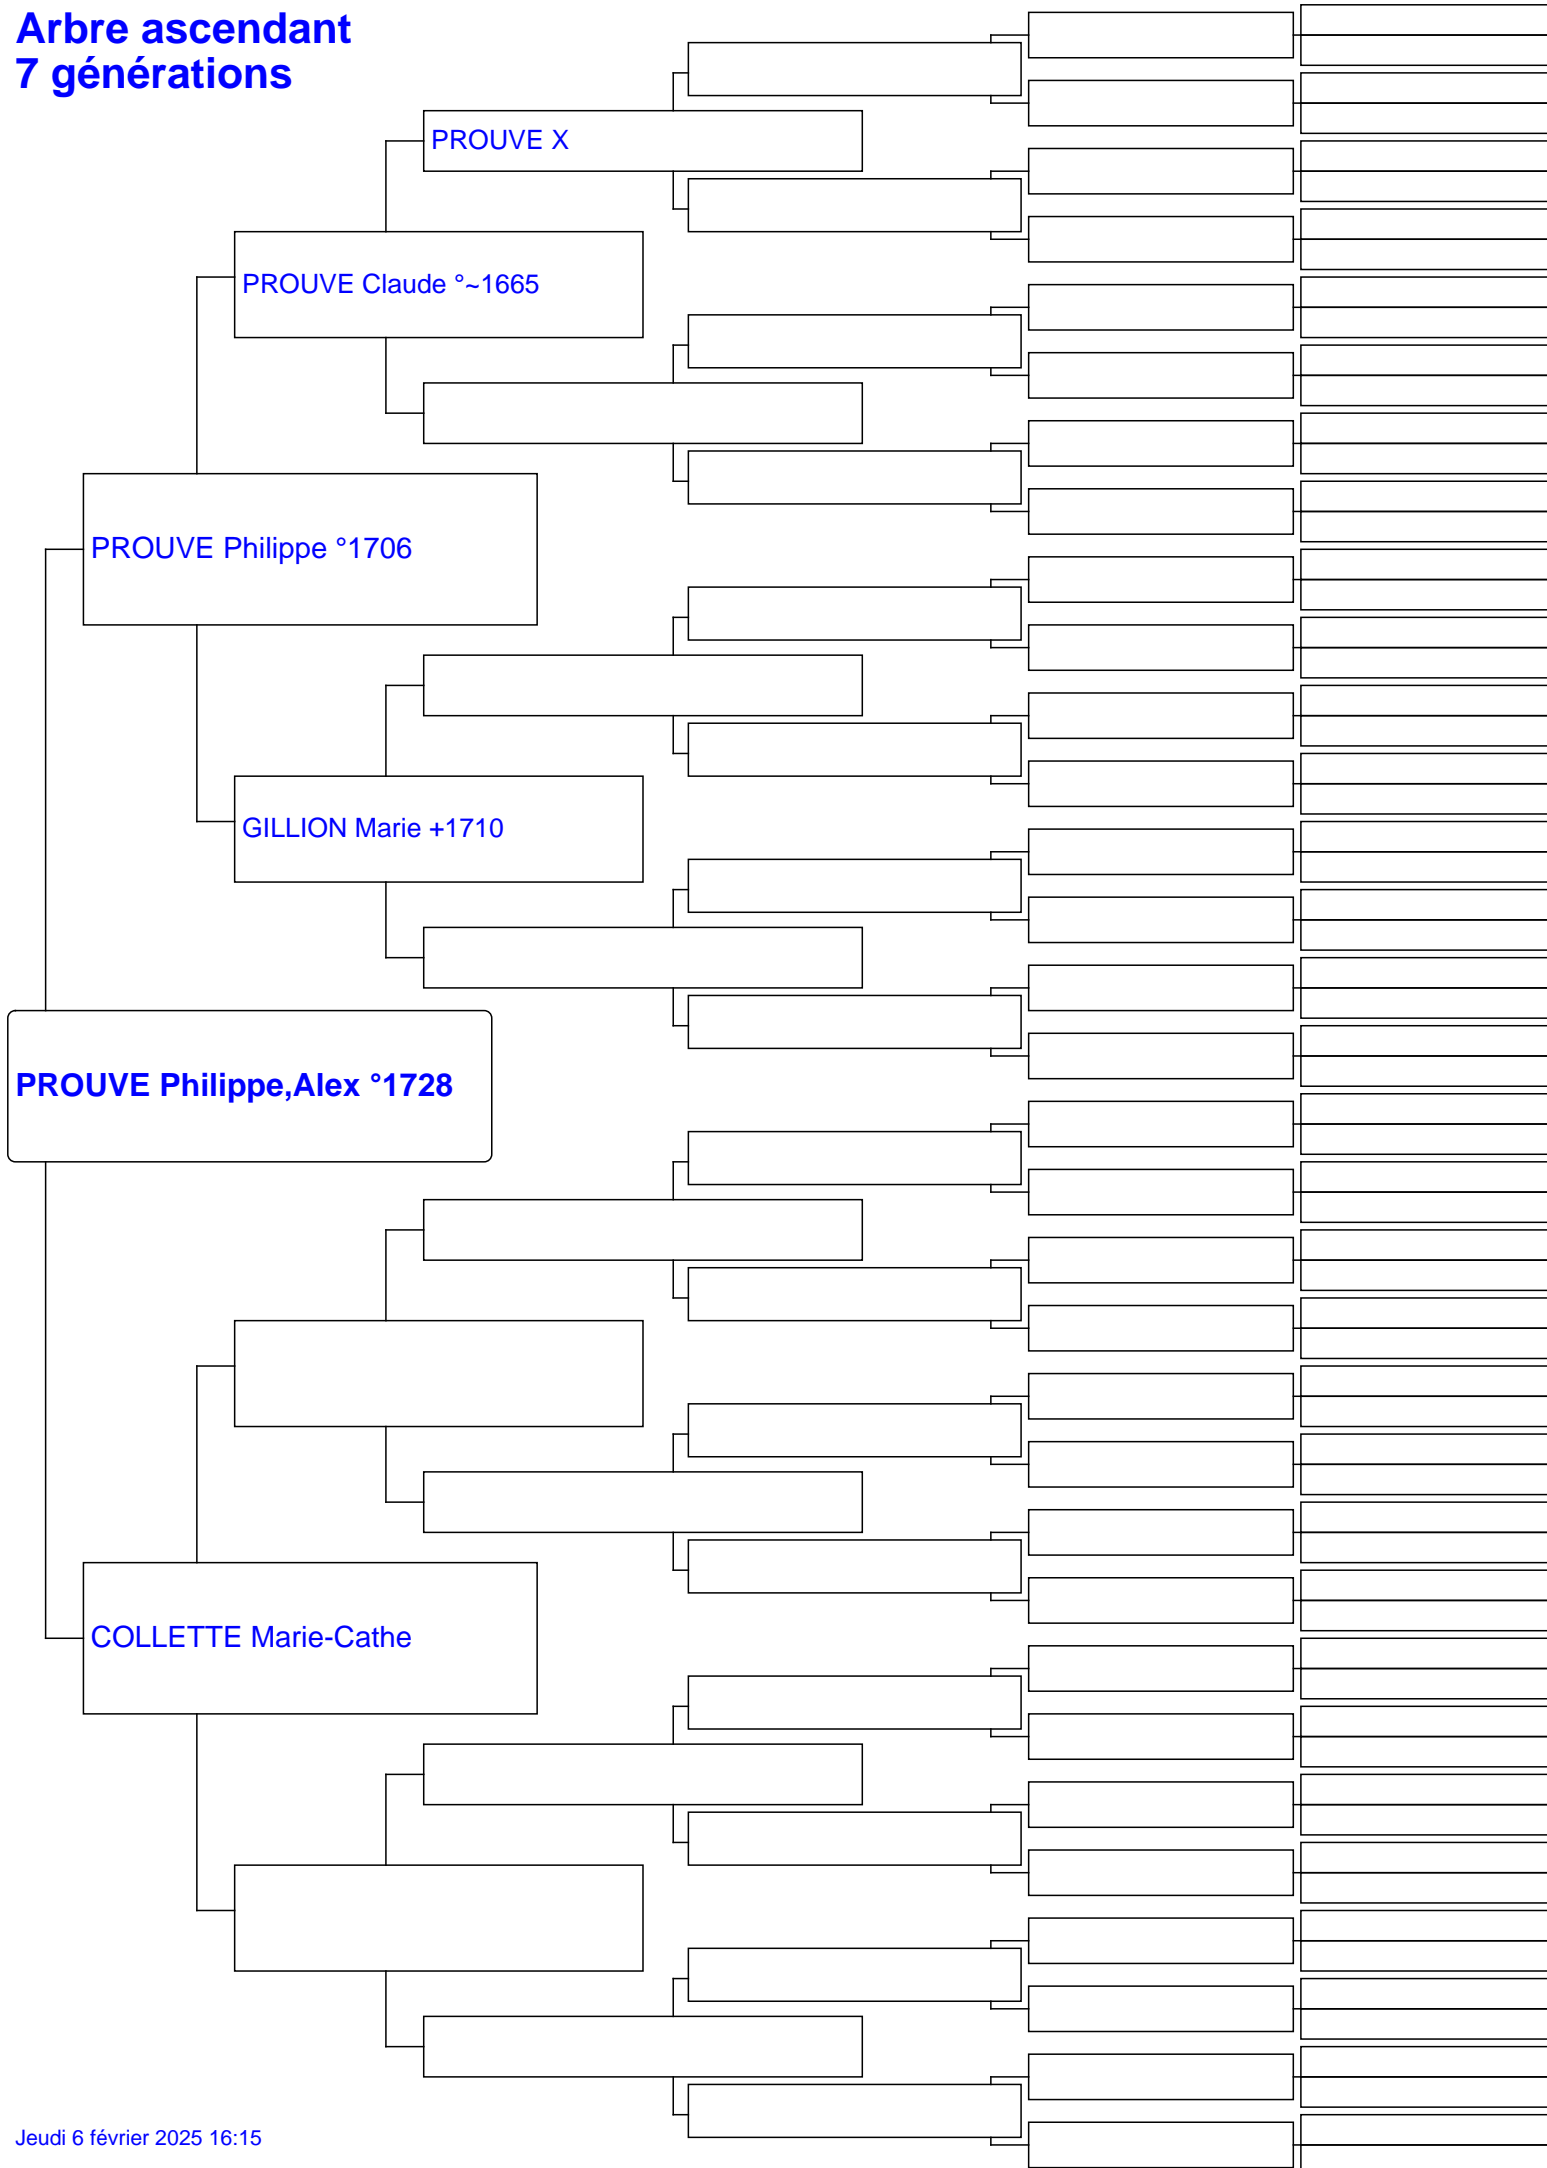 Arbre ascendant
7 générations
PROUVE X
PROUVE Claude °~1665
PROUVE Philippe °1706
GILLION Marie +1710
PROUVE Philippe,Alex °1728
COLLETTE Marie-Cathe
Jeudi 6 février 2025 16:15